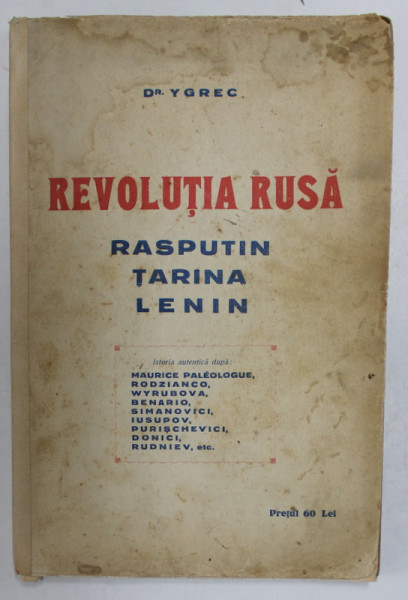 DR. YGREC
REVOLUȚIA RUSĂ
RASPUTIN
ȚARINA
LENIN
Istoria autentică după:
MAURICE PALÉOLOGUE,
RODZIANCO,
WYRUBOVA,
BENARIO,
SIMANOVICI,
IUSUPOV,
PURISCHEVICI,
DONICI,
RUDNIEV, etc.
Prețul 60 Lei